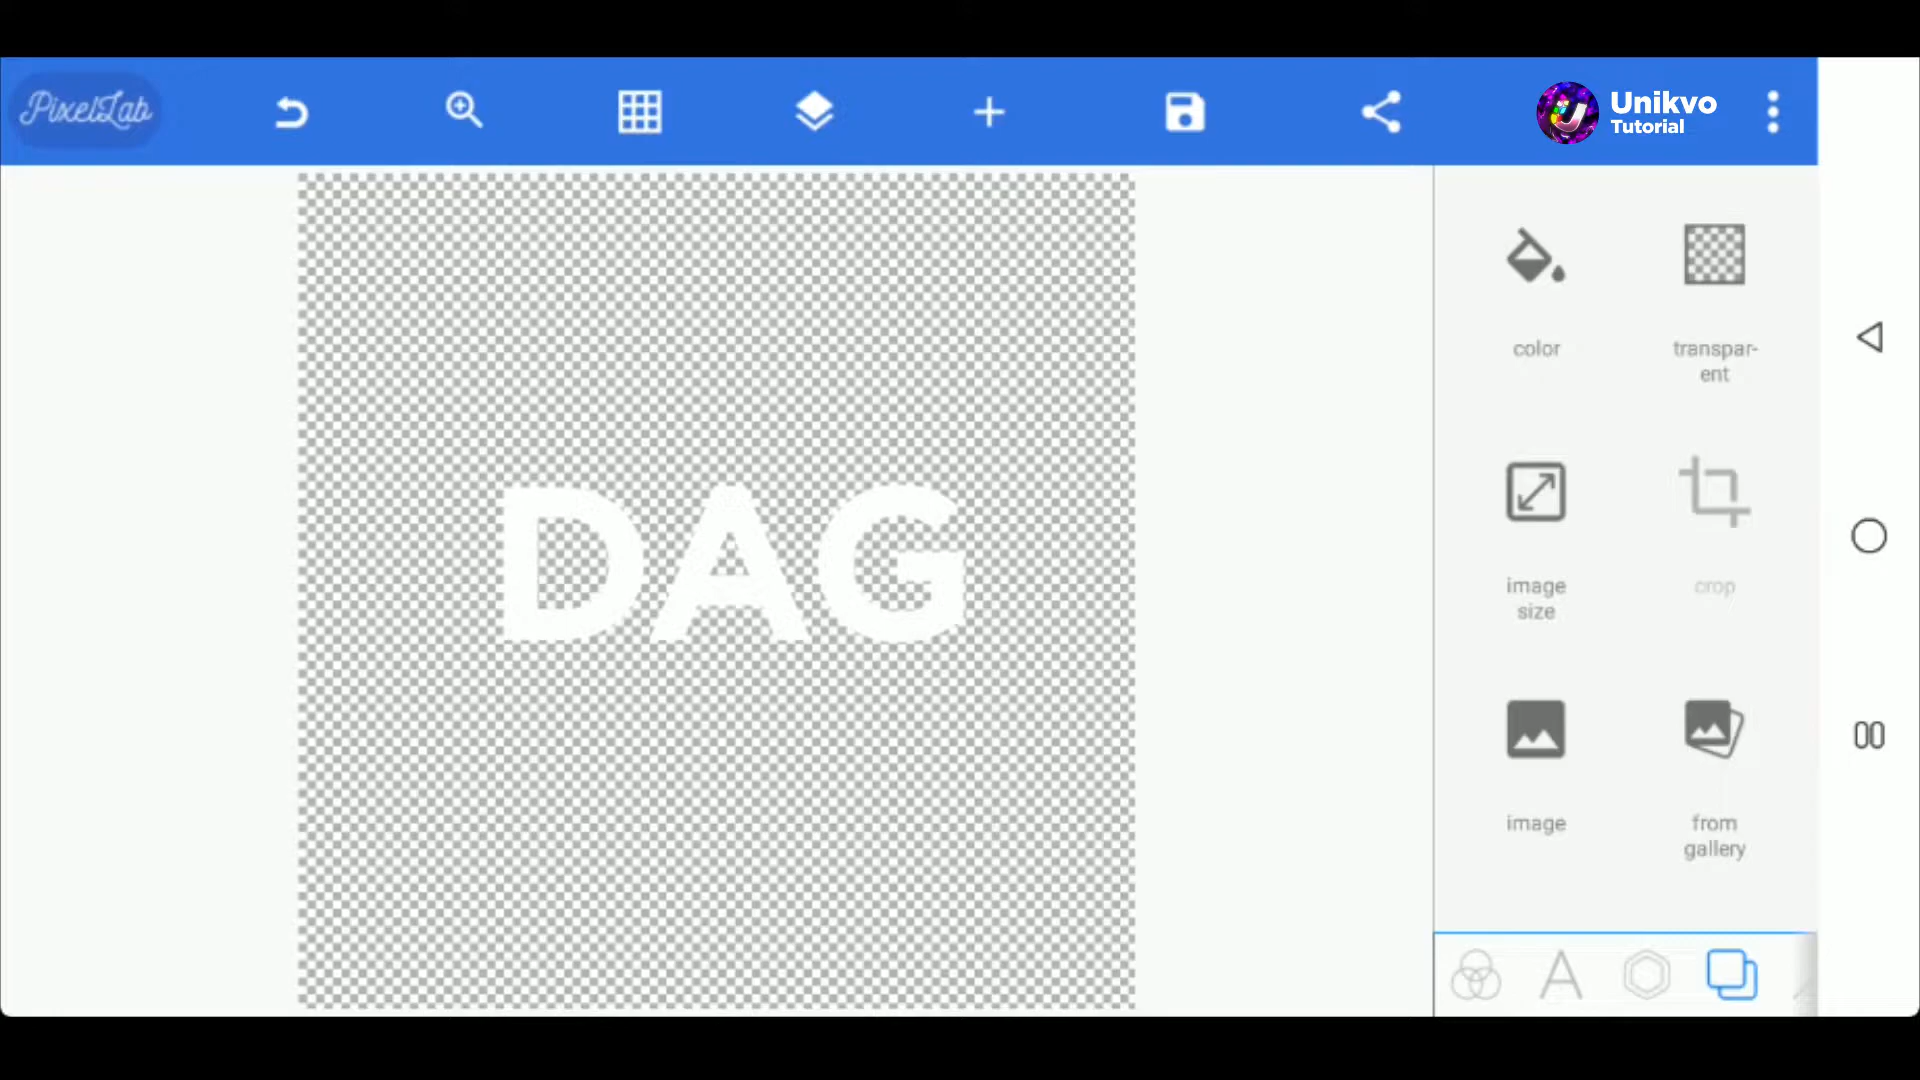 PixelLab
Unikvo
Tutorial
color
transpar-
ent
DAG
image
size
crop
image
from
gallery